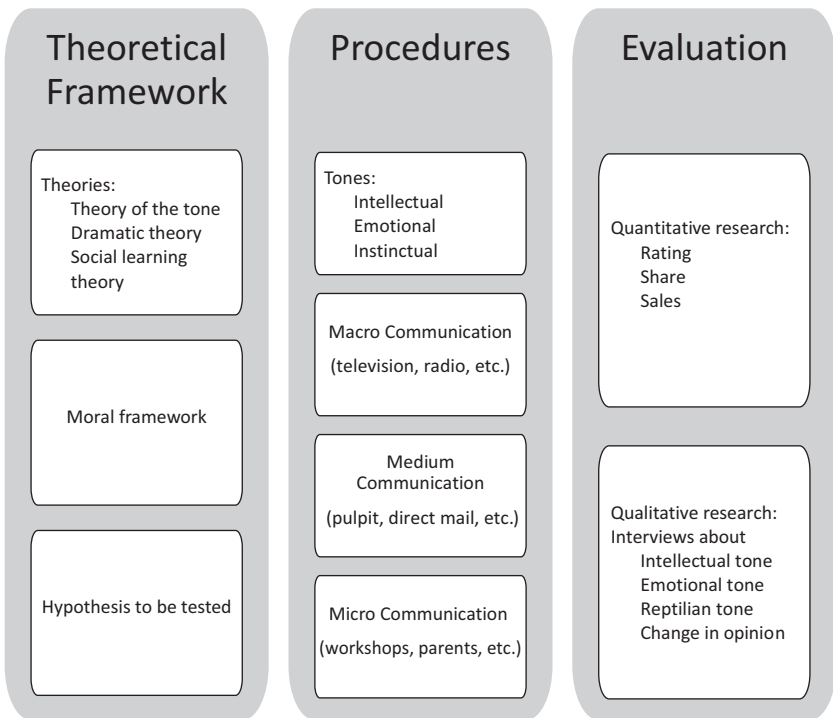 Theoretical
Framework
Theories:
Theory of the tone
Dramatic theory
Social learning
theory
Moral framework
Hypothesis to be tested
Procedures
Tones:
Intellectual
Emotional
Instinctual
Macro Communication
(television, radio, etc.)
Medium
Communication
(pulpit, direct mail, etc.)
Micro Communication
(workshops, parents, etc.)
Evaluation
Quantitative research:
Rating
Share
Sales
Qualitative research:
Interviews about
Intellectual tone
Emotional tone
Reptilian tone
Change in opinion